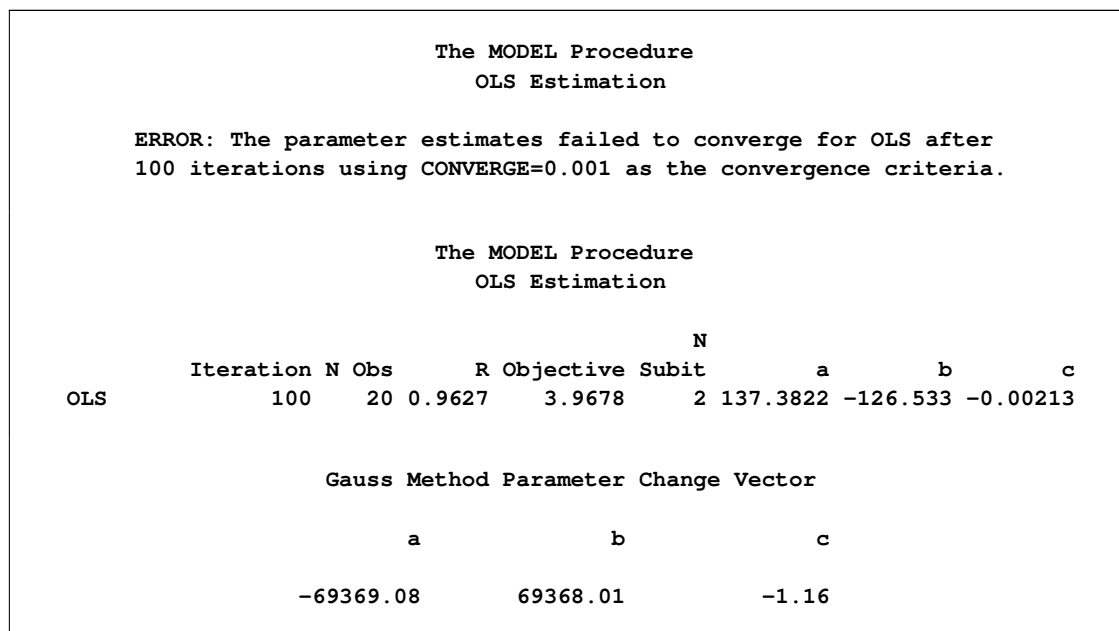 The MODEL Procedure
OLS Estimation
ERROR: The parameter estimates failed to converge for OLS after
100 iterations using CONVERGE=0.001 as the convergence criteria.
The MODEL Procedure
OLS Estimation
N
Iteration N Obs R Objective Subit a b c
OLS 100 20 0.9627 3.9678 2 137.3822 -126.533 -0.00213
Gauss Method Parameter Change Vector
a b c
-69369.08 69368.01 -1.16